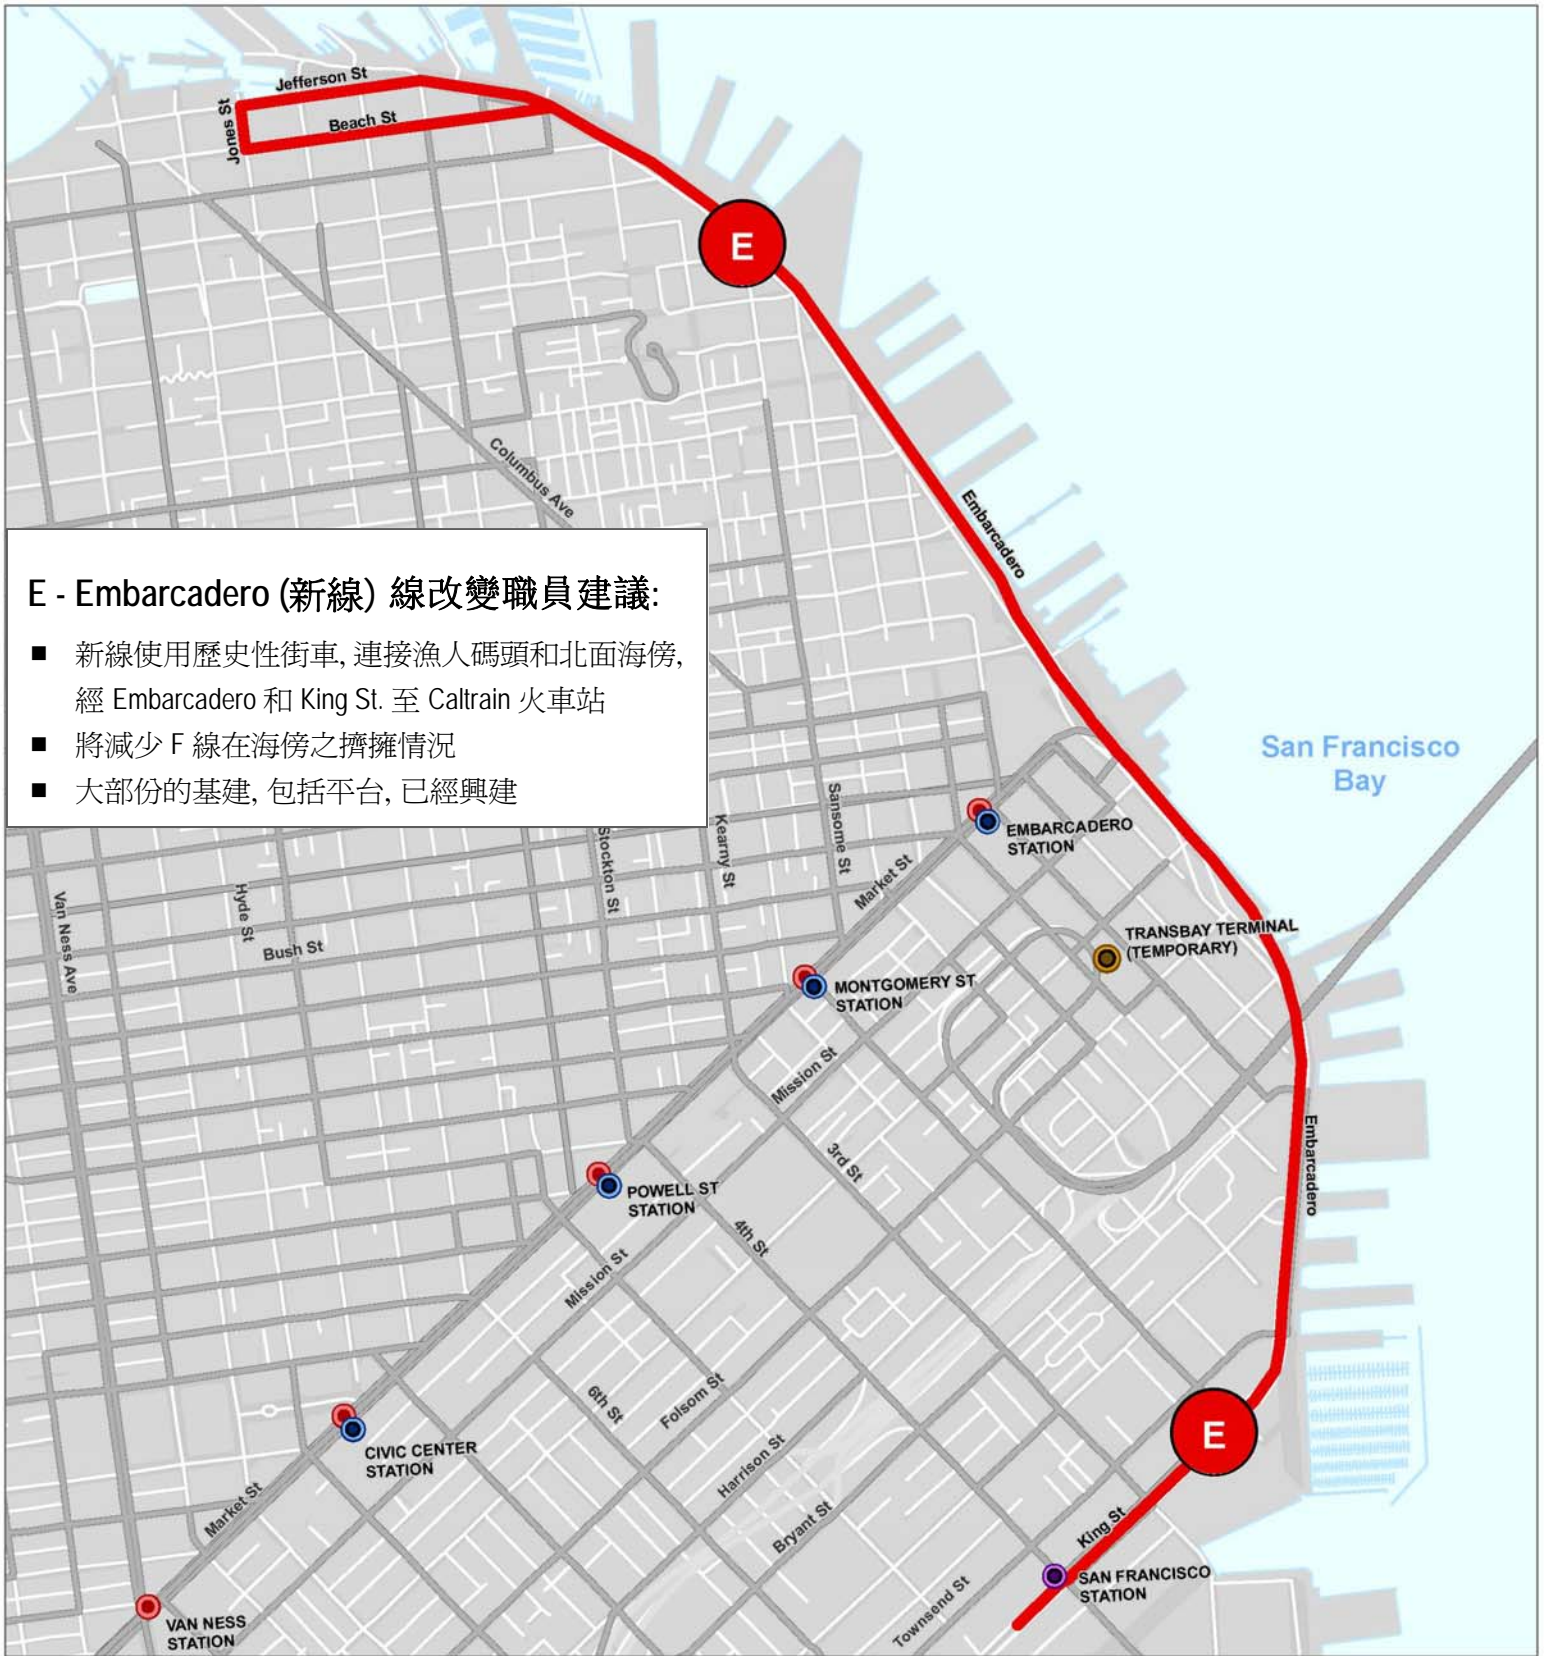 Jefferson St
Beach St
Jones St
E
Columbus Ave
Embarcadero
E - Embarcadero (新線) 線改變職員建議:
■ 新線使用歷史性街車, 連接漁人碼頭和北面海傍,
經 Embarcadero 和 King St. 至 Caltrain 火車站
■ 將減少 F 線在海傍之擠擁情況
■ 大部份的基建, 包括平台, 已經興建
San Francisco
Bay
EMBARCADERO
STATION
Sansome St
Kearny St
Stockton St
Market St
Hyde St
Van Ness Ave
Bush St
TRANSBAY TERMINAL
(TEMPORARY)
MONTGOMERY ST
STATION
Mission St
3rd St
Embarcadero
POWELL ST
STATION
4th St
Mission St
6th St
Folsom St
E
CIVIC CENTER
STATION
Harrison St
Market St
Bryant St
King St
SAN FRANCISCO
STATION
Townsend St
VAN NESS
STATION